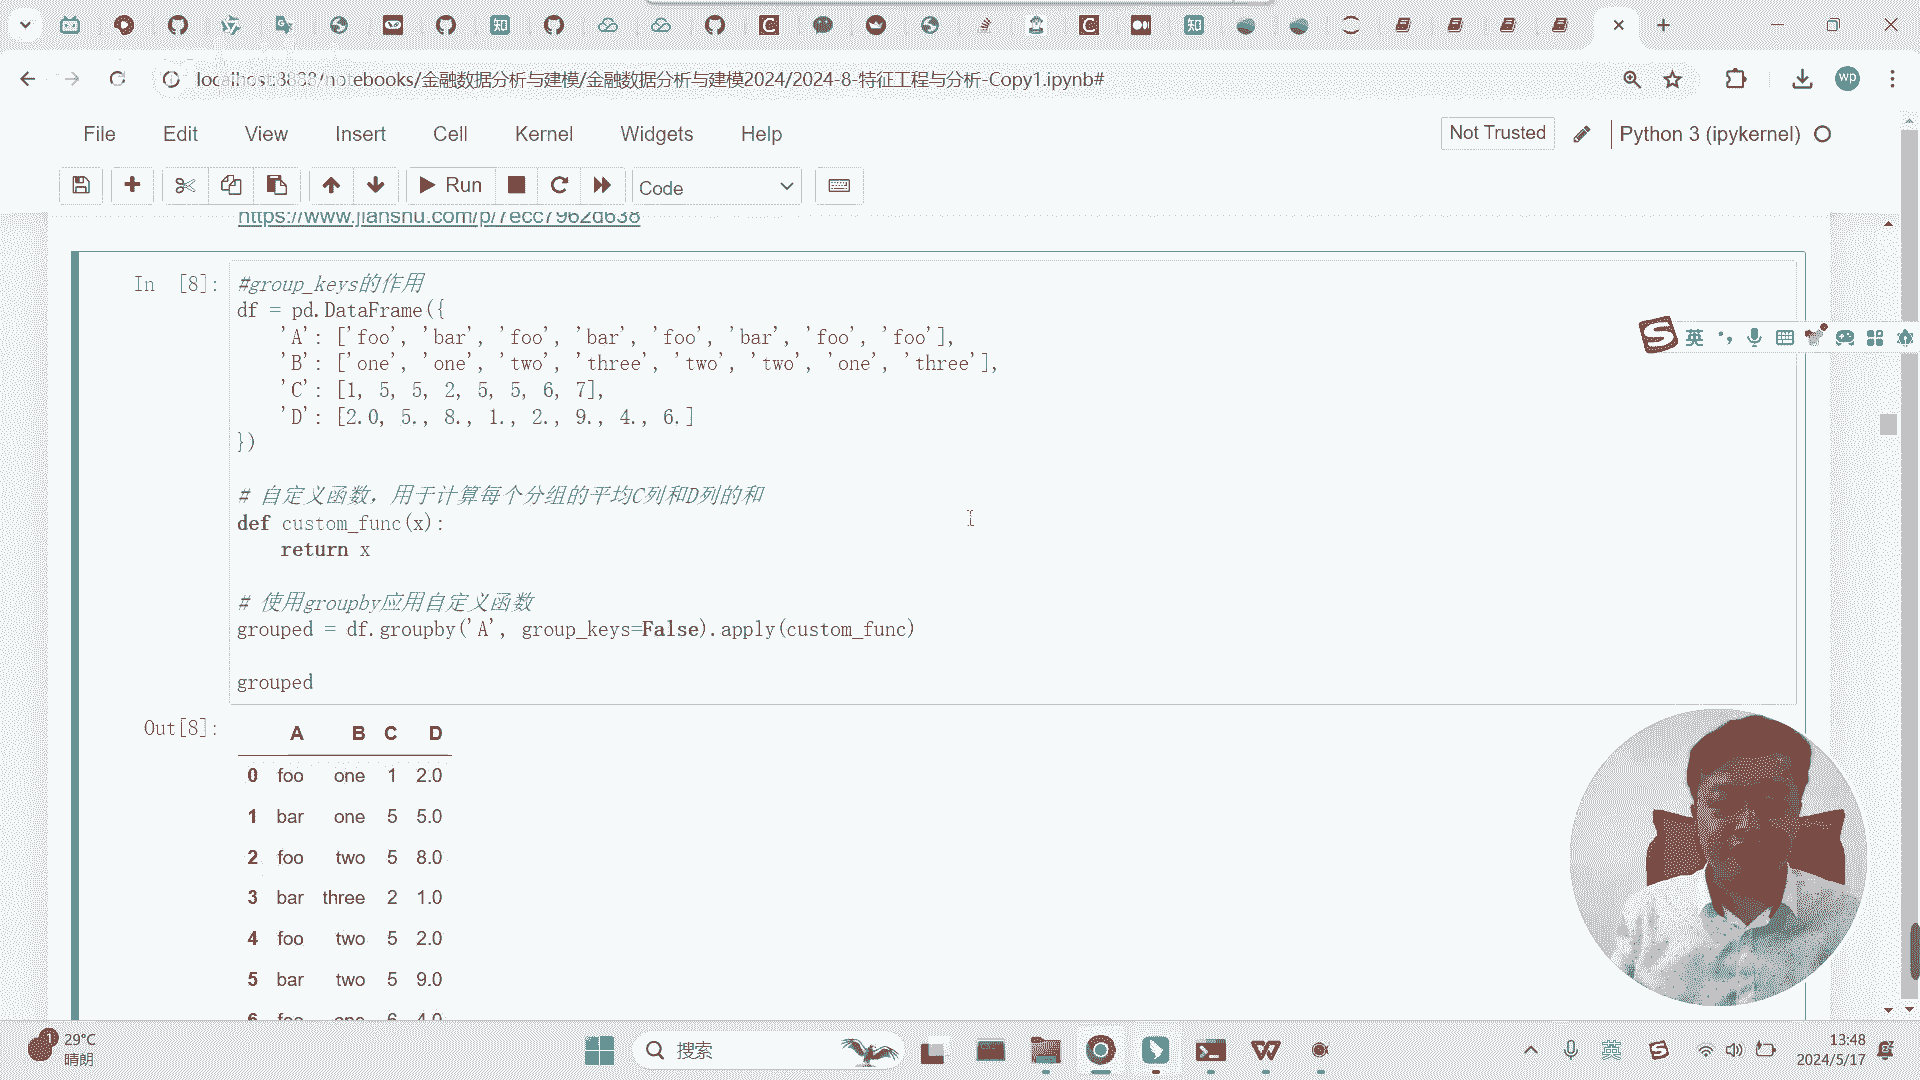 localhost:8888/notebooks/金融数据分析与建模/金融数据分析与建模2024/2024-8-特征工程与分析-Copy1.ipynb#
wp
File Edit View Insert Cell Kernel Widgets Help
Not Trusted
Python 3 (ipykernel)
Run
Code
https://www.jianshu.com/p/7ecc7962d638
In [8]:
#group_keys的作用
df = pd.DataFrame({
'A': ['foo', 'bar', 'foo', 'bar', 'foo', 'bar', 'foo', 'foo'],
'B': ['one', 'one', 'two', 'three', 'two', 'two', 'one', 'three'],
'C': [1, 5, 5, 2, 5, 5, 6, 7],
'D': [2.0, 5., 8., 1., 2., 9., 4., 6.]
})
# 自定义函数，用于计算每个分组的平均C列和D列的和
def custom_func(x):
return x
# 使用groupby应用自定义函数
grouped = df.groupby('A', group_keys=False).apply(custom_func)
grouped
Out[8]:
A B C D
0 foo one 1 2.0
1 bar one 5 5.0
2 foo two 5 8.0
3 bar three 2 1.0
4 foo two 5 2.0
5 bar two 5 9.0
6 foo one 6 4.0
英
1
29°C
晴朗
搜索
英
13:48
2024/5/17